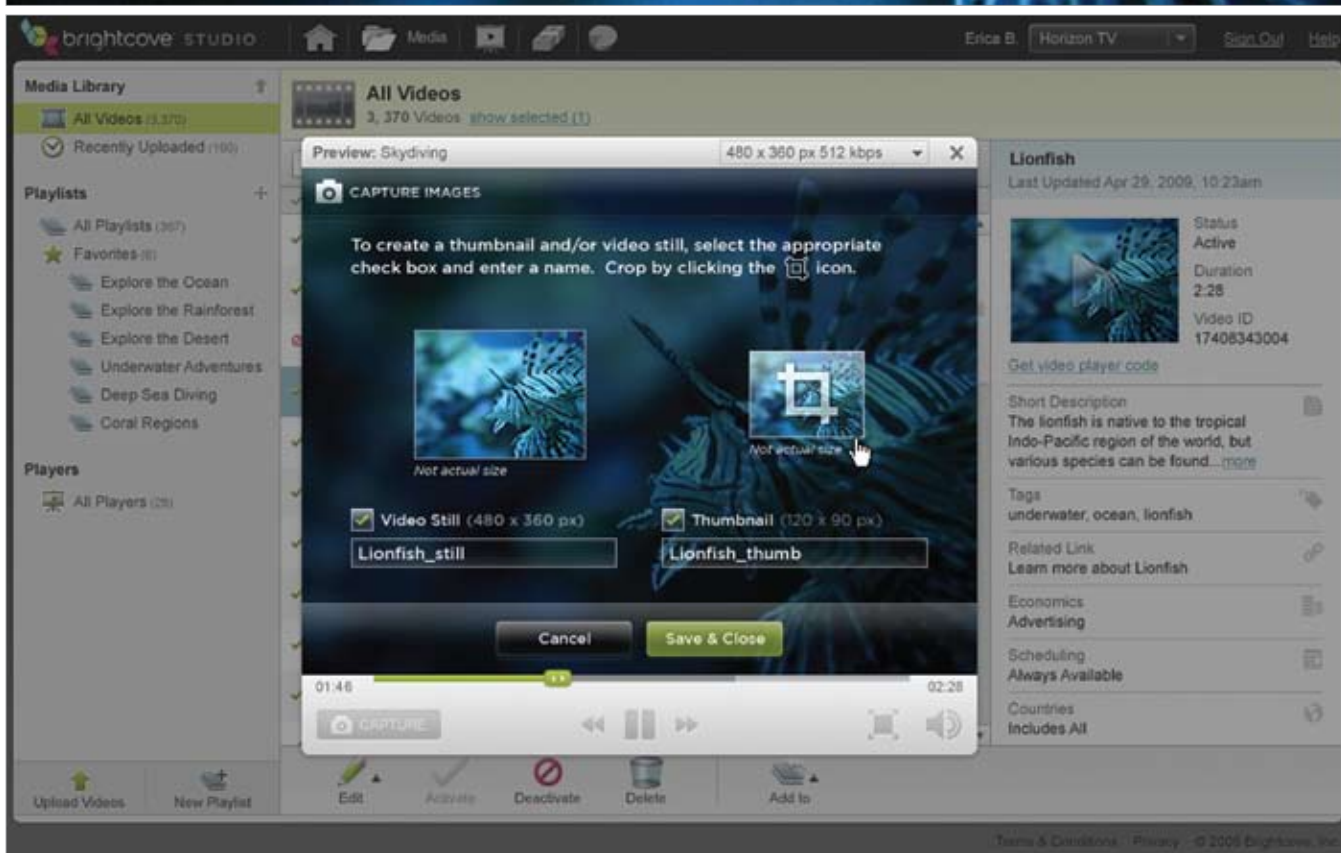 brightcove STUDIO
Media
Erica B.
Horizon TV
Sign Out
Help
Media Library
All Videos (3,370)
Recently Uploaded (160)
Playlists
All Playlists (367)
Favorites (6)
Explore the Ocean
Explore the Rainforest
Explore the Desert
Underwater Adventures
Deep Sea Diving
Coral Regions
Players
All Players (28)
Upload Videos
New Playlist
All Videos
3, 370 Videos show selected (1)
Preview: Skydiving
480 x 360 px 512 kbps
CAPTURE IMAGES
To create a thumbnail and/or video still, select the appropriate
check box and enter a name. Crop by clicking the icon.
Not actual size
Not actual size
Video Still (480 x 360 px)
Thumbnail (120 x 90 px)
Lionfish_still
Lionfish_thumb
Cancel
Save & Close
01:46
02:28
CAPTURE
Edit
Activate
Deactivate
Delete
Add to
Lionfish
Last Updated Apr 29, 2009, 10:23am
Status
Active
Duration
2:28
Video ID
17408343004
Get video player code
Short Description
The lionfish is native to the tropical
Indo-Pacific region of the world, but
various species can be found...more
Tags
underwater, ocean, lionfish
Related Link
Learn more about Lionfish
Economics
Advertising
Scheduling
Always Available
Countries
Includes All
Terms & Conditions
Privacy
Brightcove, Inc.